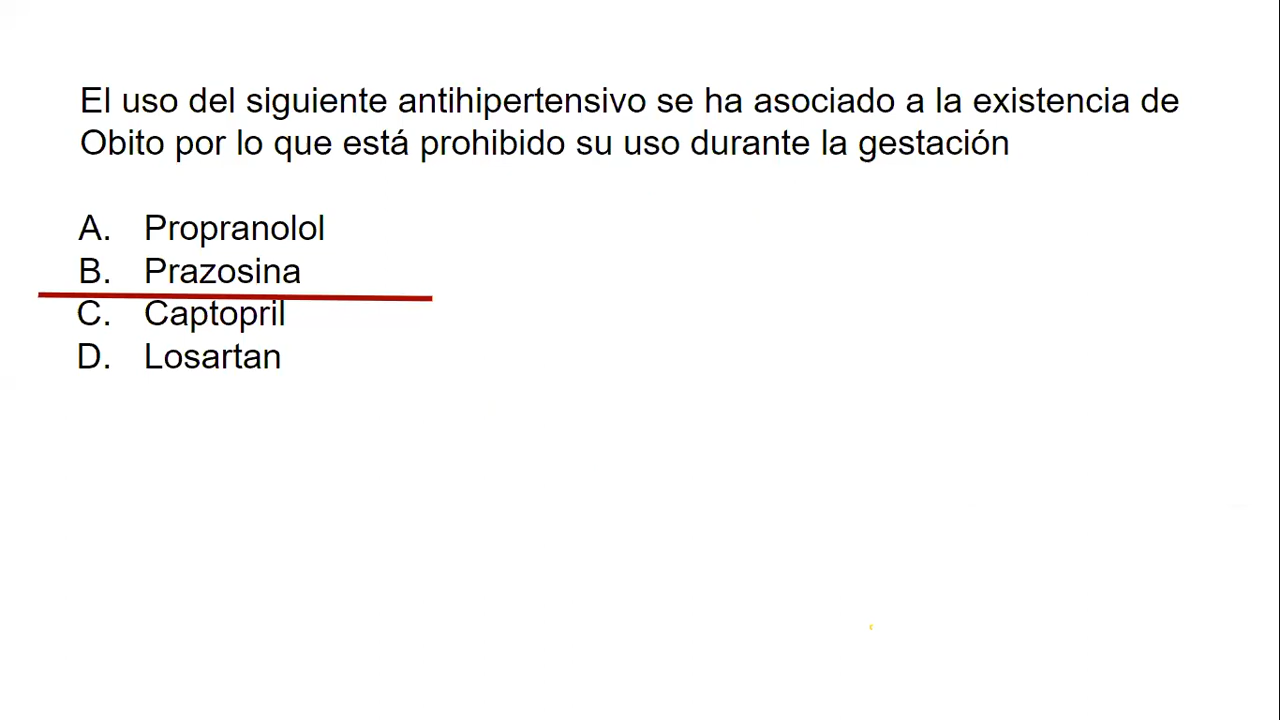 El uso del siguiente antihipertensivo se ha asociado a la existencia de
Obito por lo que está prohibido su uso durante la gestación
A. Propranolol
B. Prazosina
C. Captopril
D. Losartan